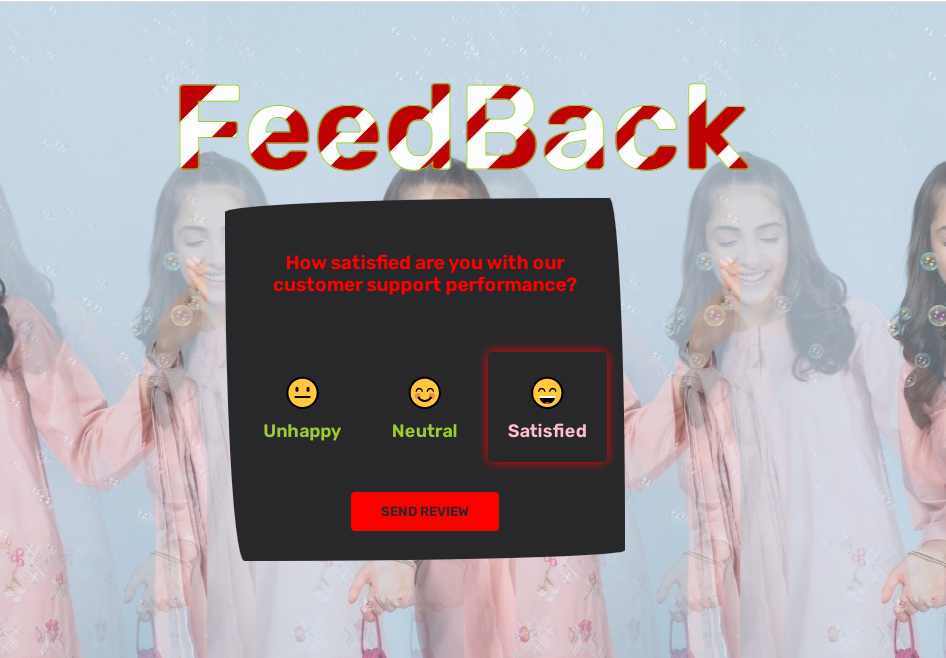 FeedBack
How satisfied are you with our
customer support performance?
Unhappy Neutral Satisfied
SEND REVIEW